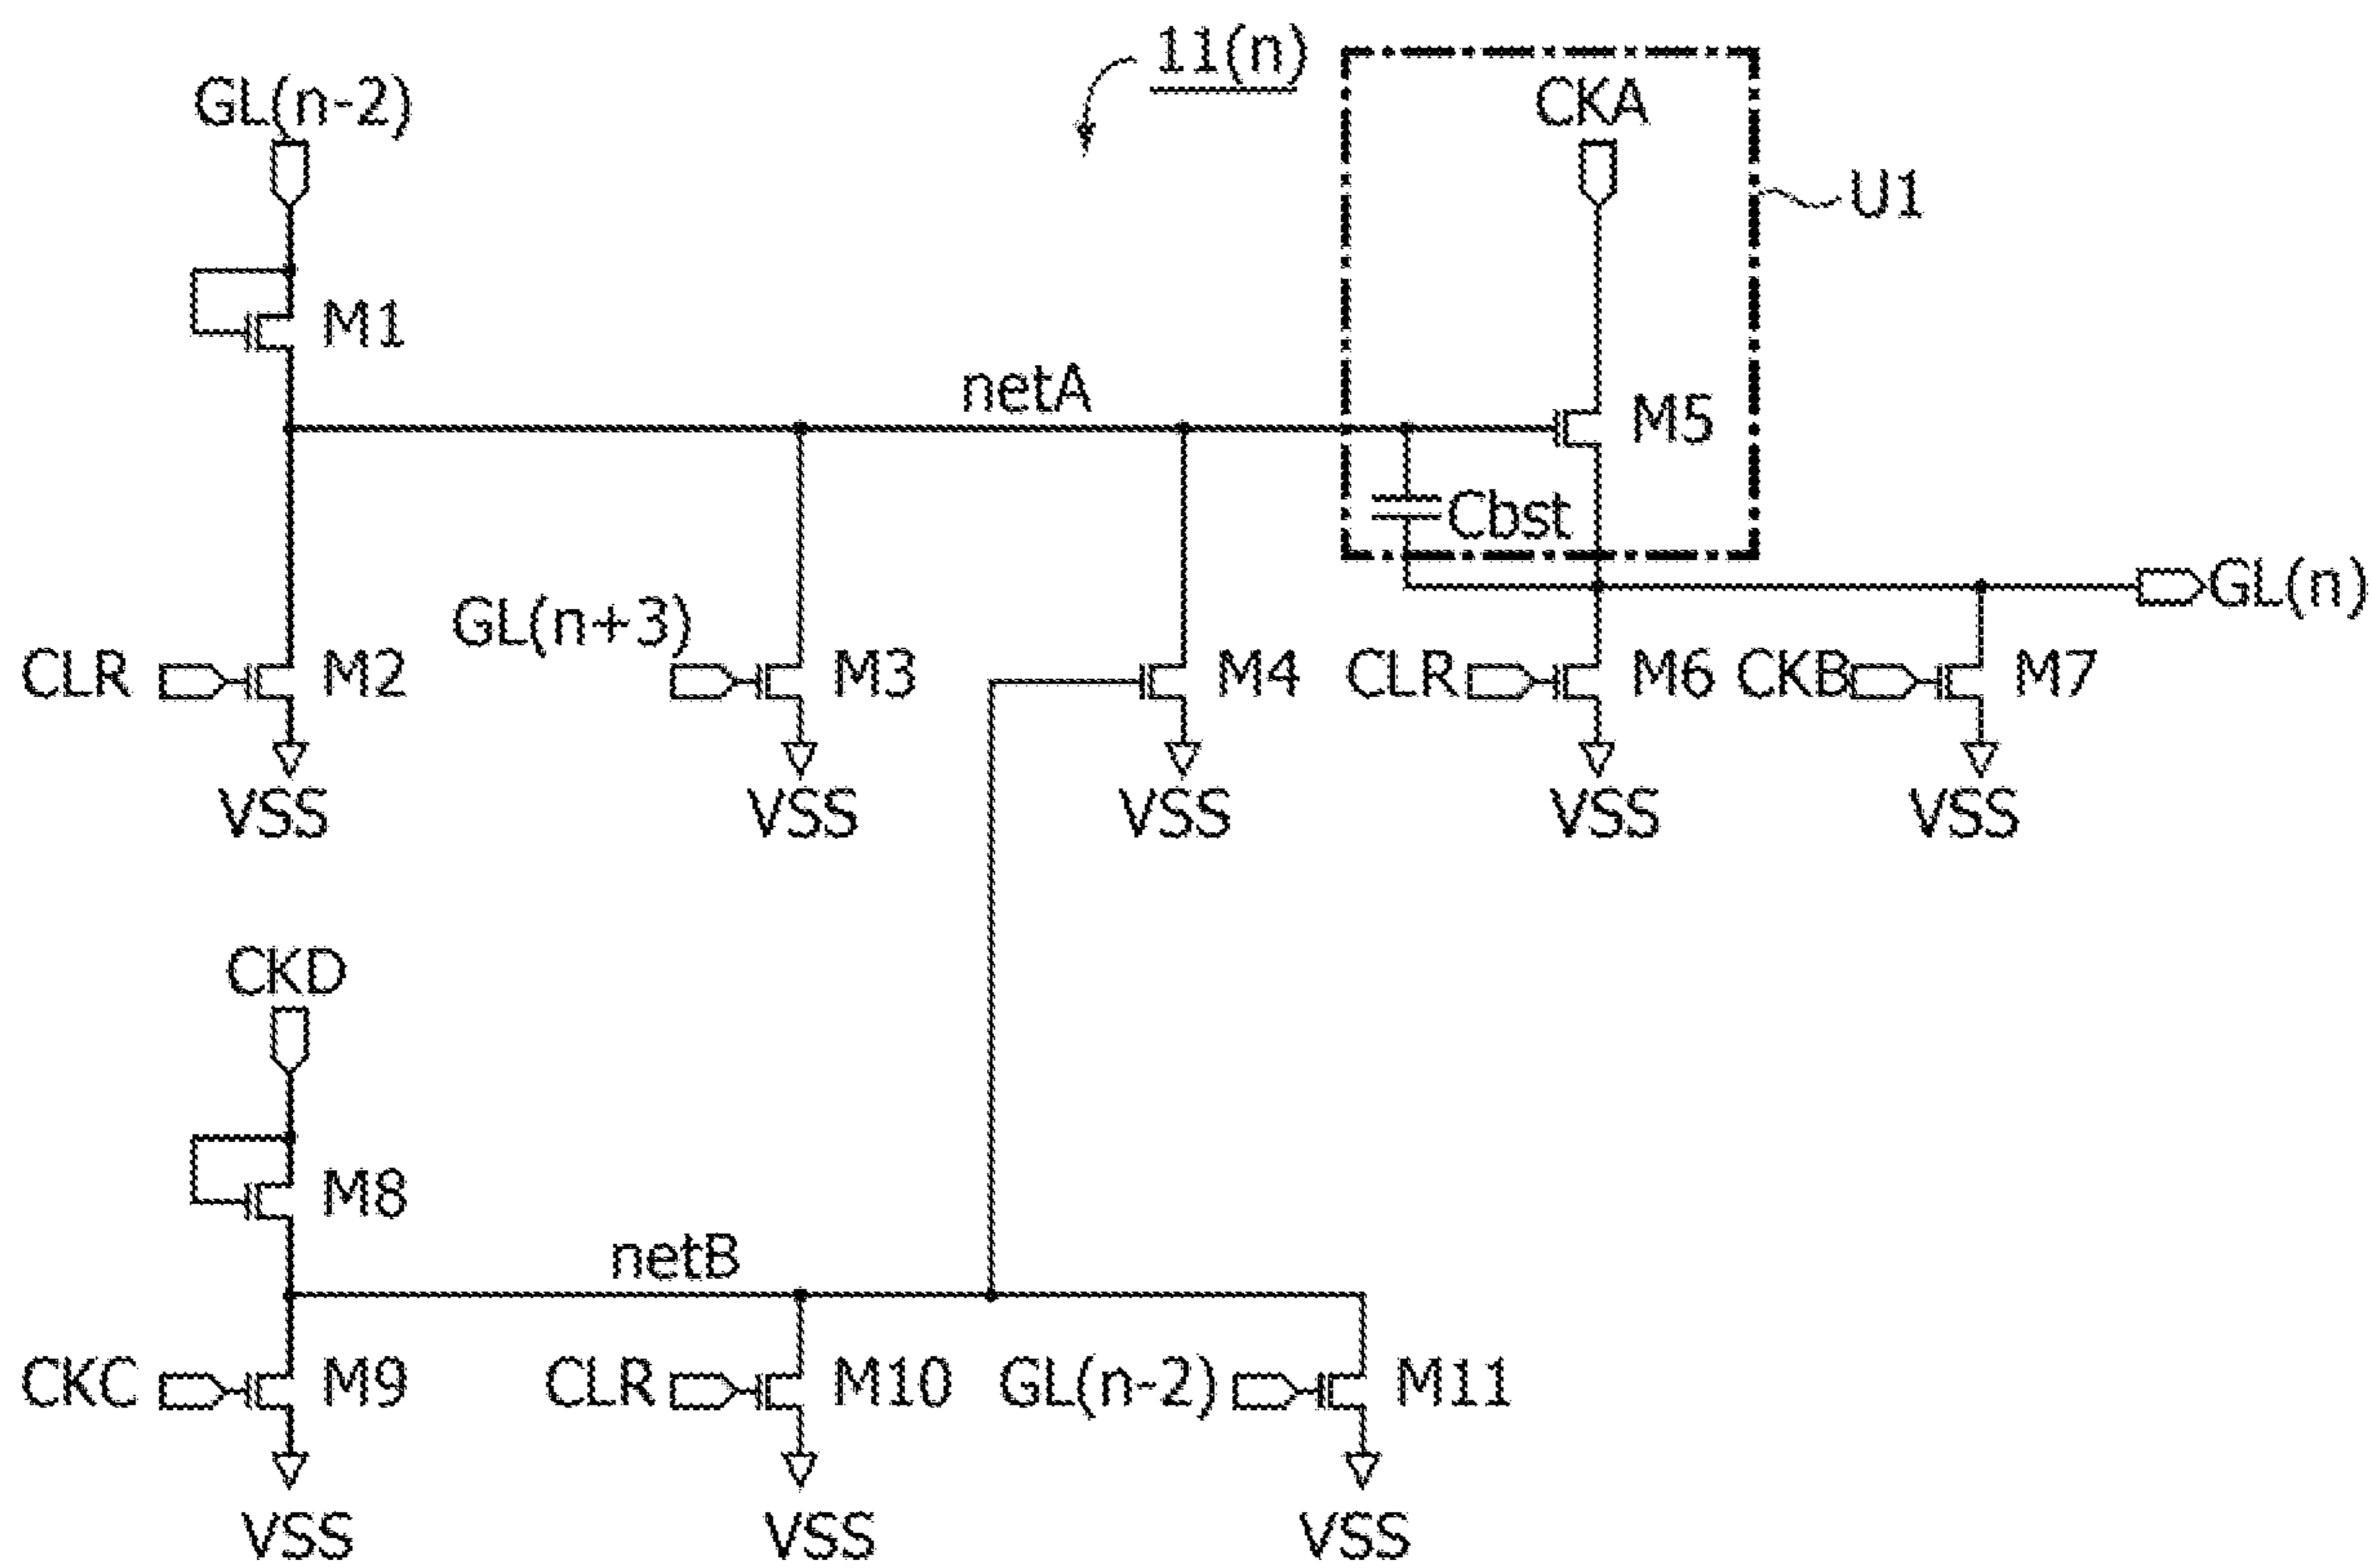 11(n)
GL(n-2)
CKA
U1
M1
netA
M5
Cbst
GL(n)
GL(n+3)
CLR
M2
M3
M4
CLR
M6
CKB
M7
VSS
VSS
VSS
VSS
VSS
CKD
M8
netB
CKC
M9
CLR
M10
GL(n-2)
M11
VSS
VSS
VSS